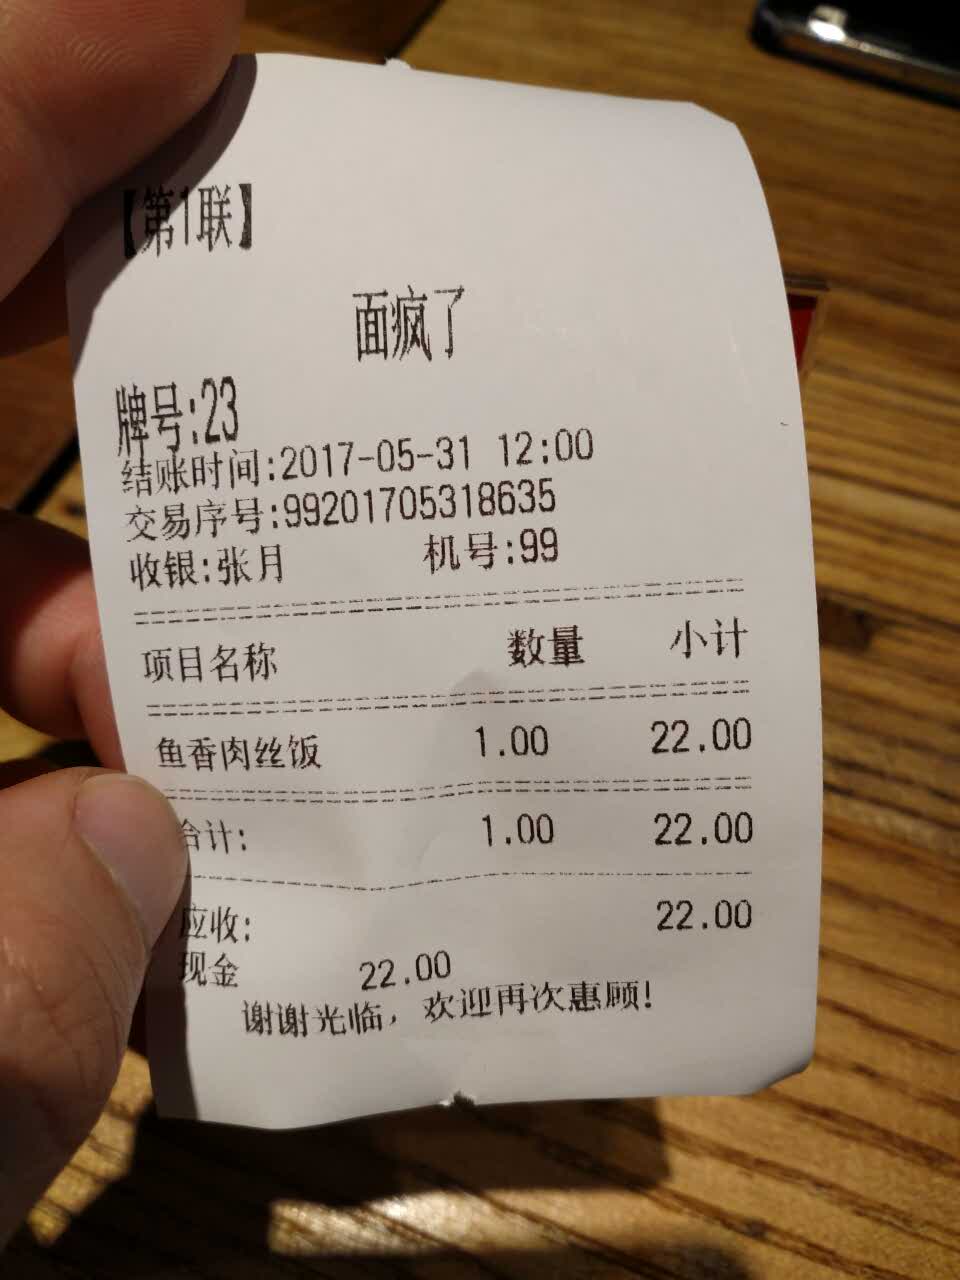 【第1联】
面疯了
牌号:23
结账时间:2017-05-31 12:00
交易序号:99201705318635
收银:张月 机号:99
项目名称 数量 小计
鱼香肉丝饭 1.00 22.00
合计: 1.00 22.00
应收: 22.00
现金 22.00
谢谢光临，欢迎再次惠顾!